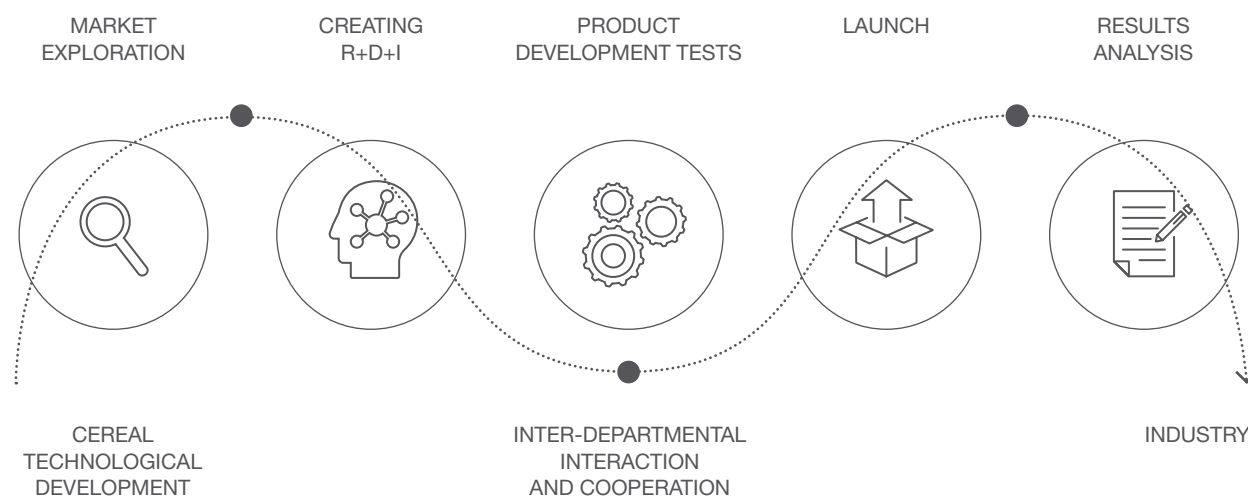 MARKET
EXPLORATION
CREATING
R+D+I
PRODUCT
DEVELOPMENT TESTS
LAUNCH
RESULTS
ANALYSIS
CEREAL
TECHNOLOGICAL
DEVELOPMENT
INTER-DEPARTMENTAL
INTERACTION
AND COOPERATION
INDUSTRY